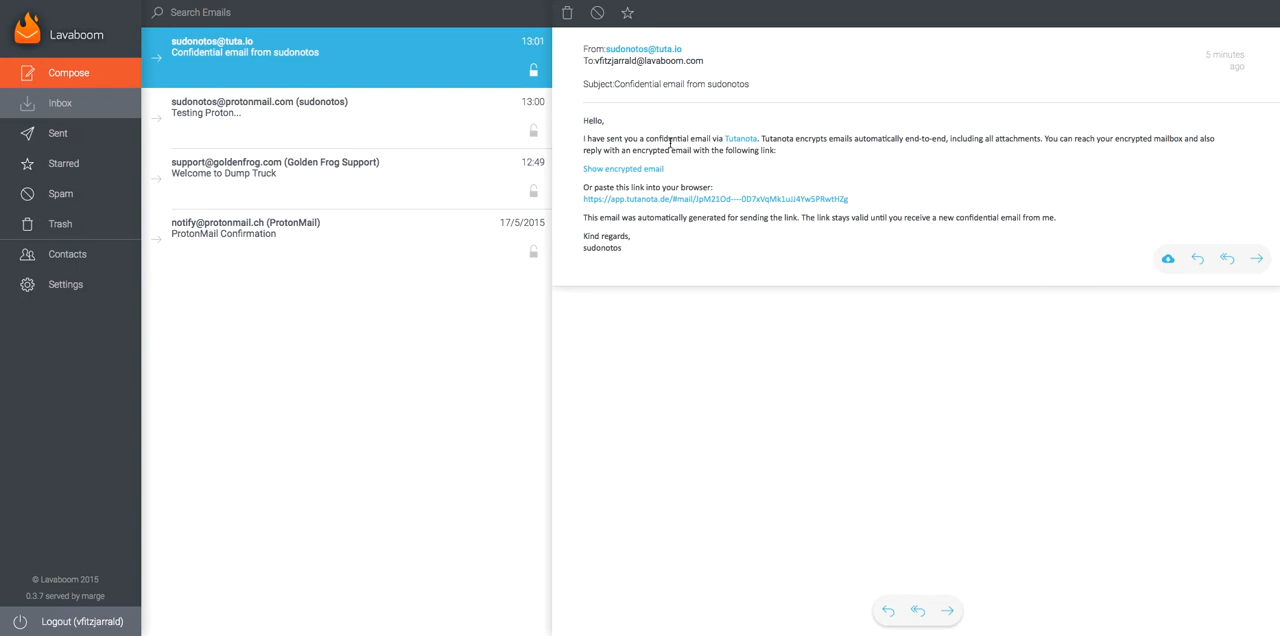 Lavaboom
Compose
Inbox
Sent
Starred
Spam
Trash
Contacts
Settings
© Lavaboom 2015
0.3.7 served by marge
Logout (vfitzjarrald)
Search Emails
sudonotos@tuta.io 13:01
Confidential email from sudonotos
sudonotos@protonmail.com (sudonotos) 13:00
Testing Proton...
support@goldenfrog.com (Golden Frog Support) 12:49
Welcome to Dump Truck
notify@protonmail.ch (ProtonMail) 17/5/2015
ProtonMail Confirmation
From:sudonotos@tuta.io
To:vfitzjarrald@lavaboom.com
5 minutes
ago
Subject:Confidential email from sudonotos
Hello,
I have sent you a confidential email via Tutanota. Tutanota encrypts emails automatically end-to-end, including all attachments. You can reach your encrypted mailbox and also
reply with an encrypted email with the following link:
Show encrypted email
Or paste this link into your browser:
https://app.tutanota.de/#mail/JpM21Od----0D7xVqMk1uJJ4Yw5PRwtHZg
This email was automatically generated for sending the link. The link stays valid until you receive a new confidential email from me.
Kind regards,
sudonotos